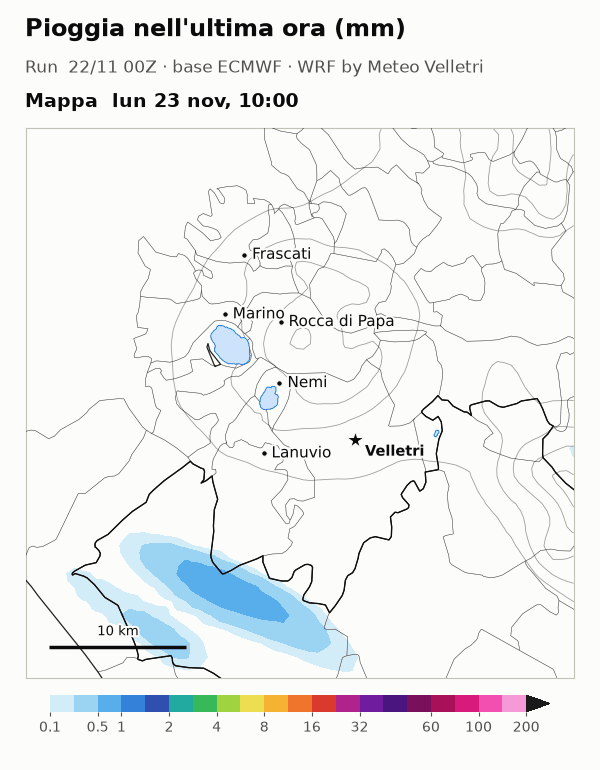 Pioggia nell'ultima ora (mm)
Run  22/11 00Z · base ECMWF · WRF by Meteo Velletri
Mappa  lun 23 nov, 10:00
Frascati
Marino
Rocca di Papa
Nemi
Velletri
Lanuvio
10 km
0.1 0.5 1 2 4 8 16 32 60 100 200